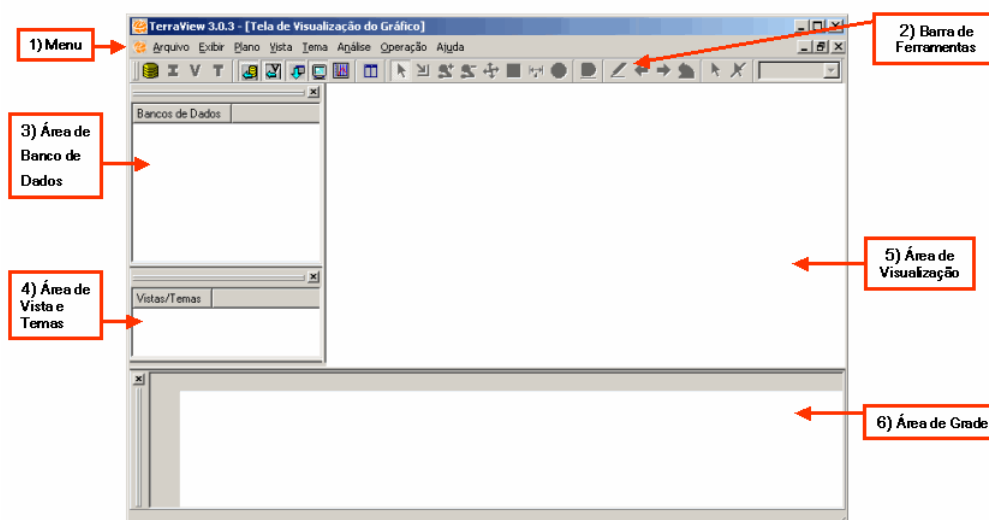 TerraView 3.0.3 - [Tela de Visualização do Gráfico]
1) Menu
Arquivo Exibir Plano Vista Tema Análise Operação Ajuda
2) Barra de
Ferramentas
I V T
Bancos de Dados
3) Área de
Banco de
Dados
5) Área de
Visualização
4) Área de
Vista e
Temas
Vistas/Temas
6) Área de Grade